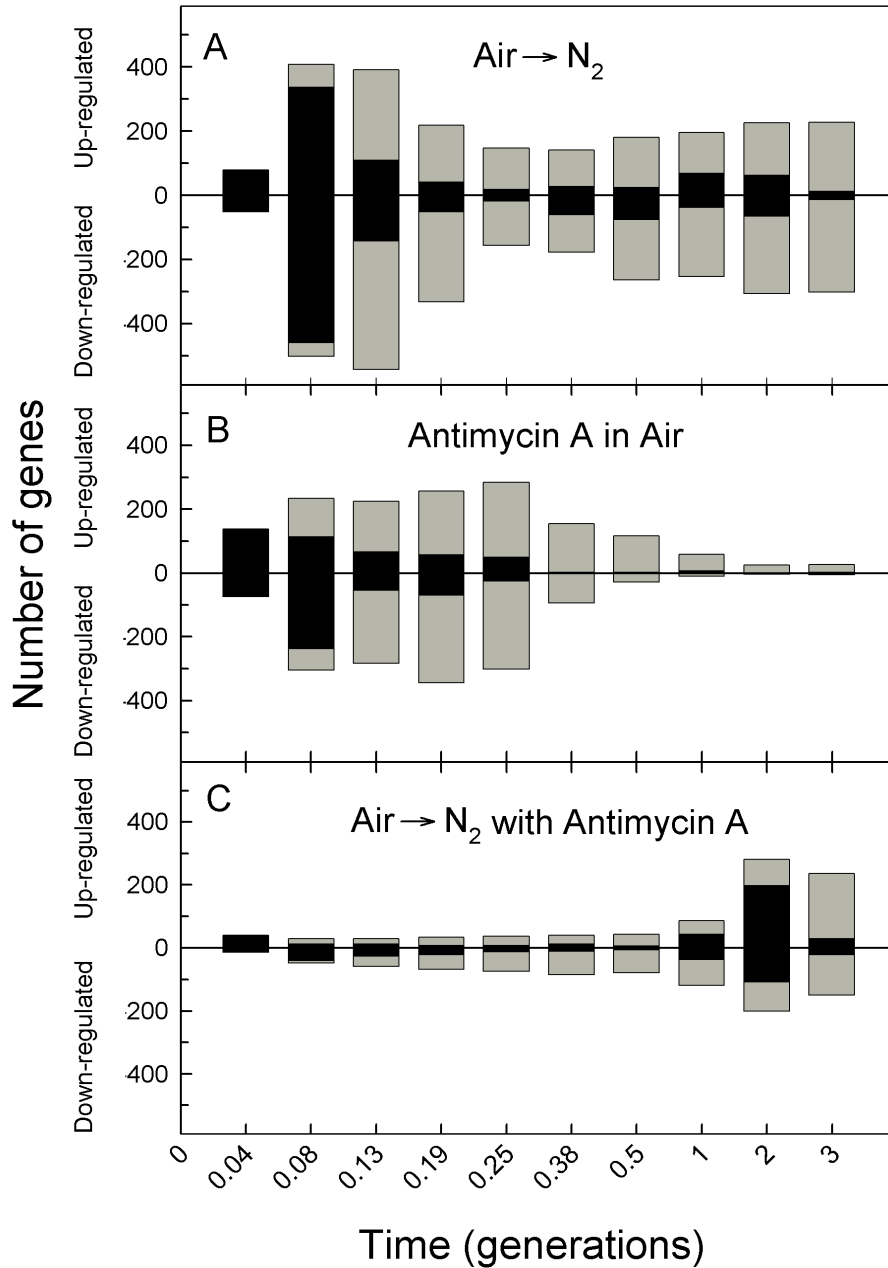 A
Air → N2
Up-regulated
Down-regulated
400
200
0
-200
-400
B
Antimycin A in Air
Up-regulated
Down-regulated
400
200
0
-200
-400
C
Air → N2 with Antimycin A
Up-regulated
Down-regulated
400
200
0
-200
-400
Number of genes
0 0.04 0.08 0.13 0.19 0.25 0.38 0.5 1 2 3
Time (generations)